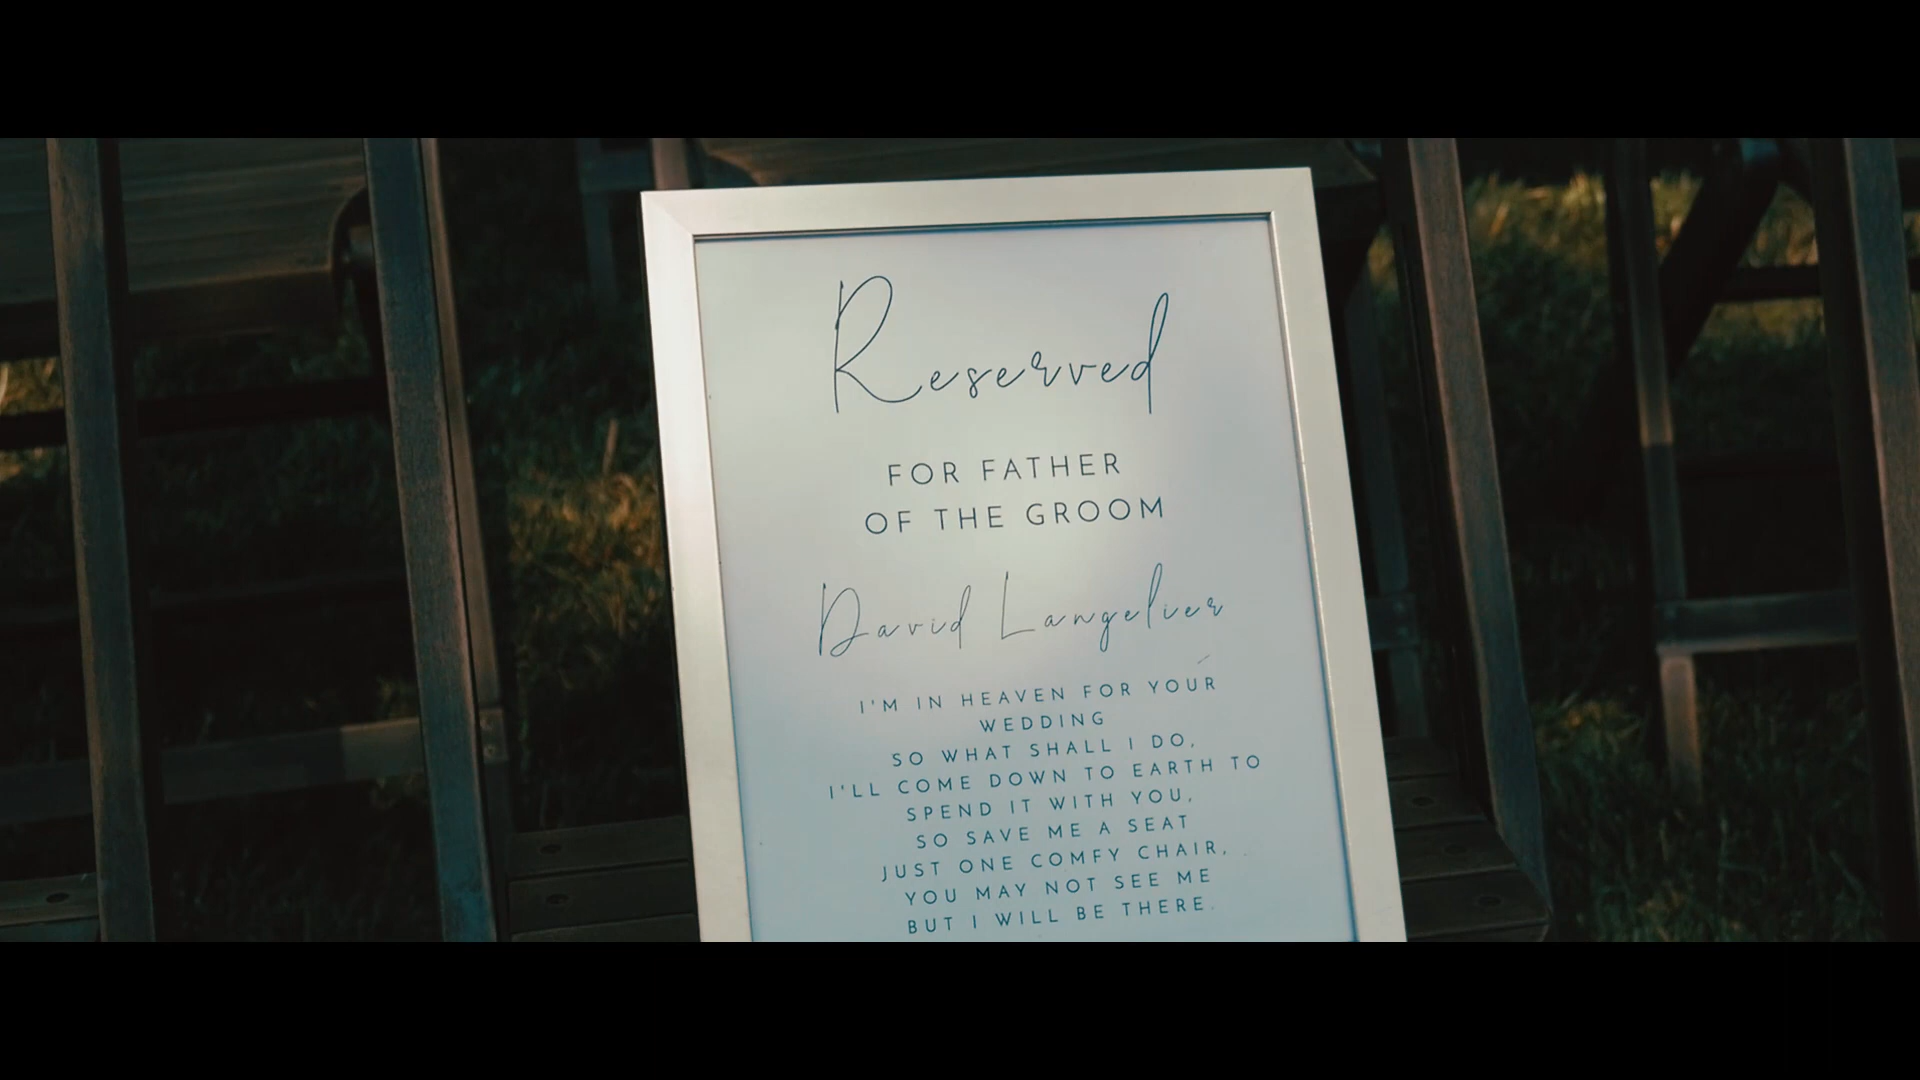 Reserved
FOR FATHER
OF THE GROOM
David Langelier
I'M IN HEAVEN FOR YOUR
WEDDING
SO WHAT SHALL I DO,
I'LL COME DOWN TO EARTH TO
SPEND IT WITH YOU,
SO SAVE ME A SEAT
JUST ONE COMFY CHAIR,
YOU MAY NOT SEE ME
BUT I WILL BE THERE.